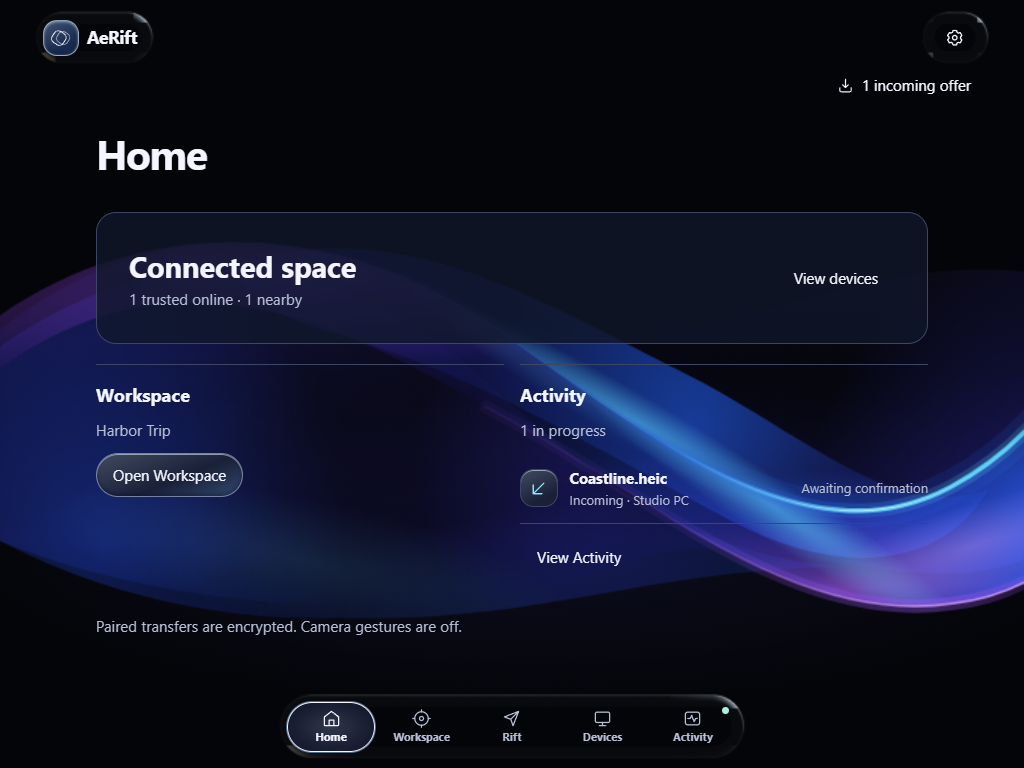 AeRift
1 incoming offer
Home
Connected space
1 trusted online · 1 nearby
View devices
Workspace
Harbor Trip
Open Workspace
Activity
1 in progress
Coastline.heic
Incoming · Studio PC
Awaiting confirmation
View Activity
Paired transfers are encrypted. Camera gestures are off.
Home
Workspace
Rift
Devices
Activity